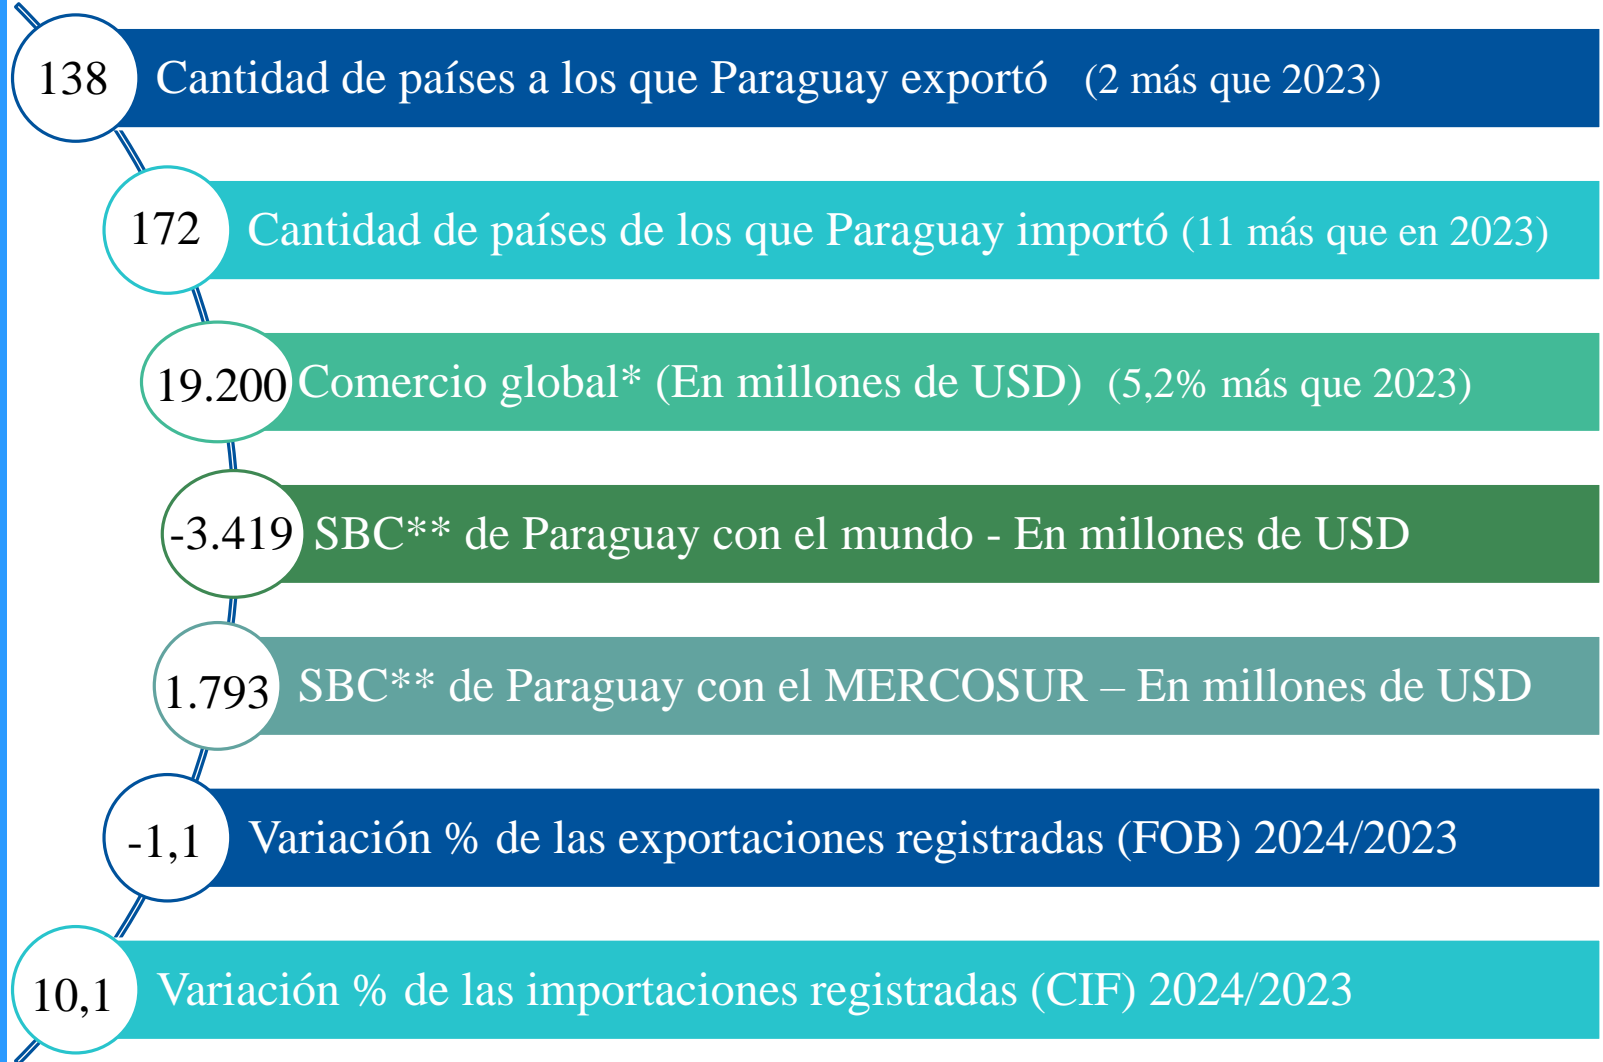 138 Cantidad de países a los que Paraguay exportó (2 más que 2023)
172 Cantidad de países de los que Paraguay importó (11 más que en 2023)
19.200 Comercio global* (En millones de USD) (5,2% más que 2023)
-3.419 SBC** de Paraguay con el mundo - En millones de USD
1.793 SBC** de Paraguay con el MERCOSUR – En millones de USD
-1,1 Variación % de las exportaciones registradas (FOB) 2024/2023
10,1 Variación % de las importaciones registradas (CIF) 2024/2023